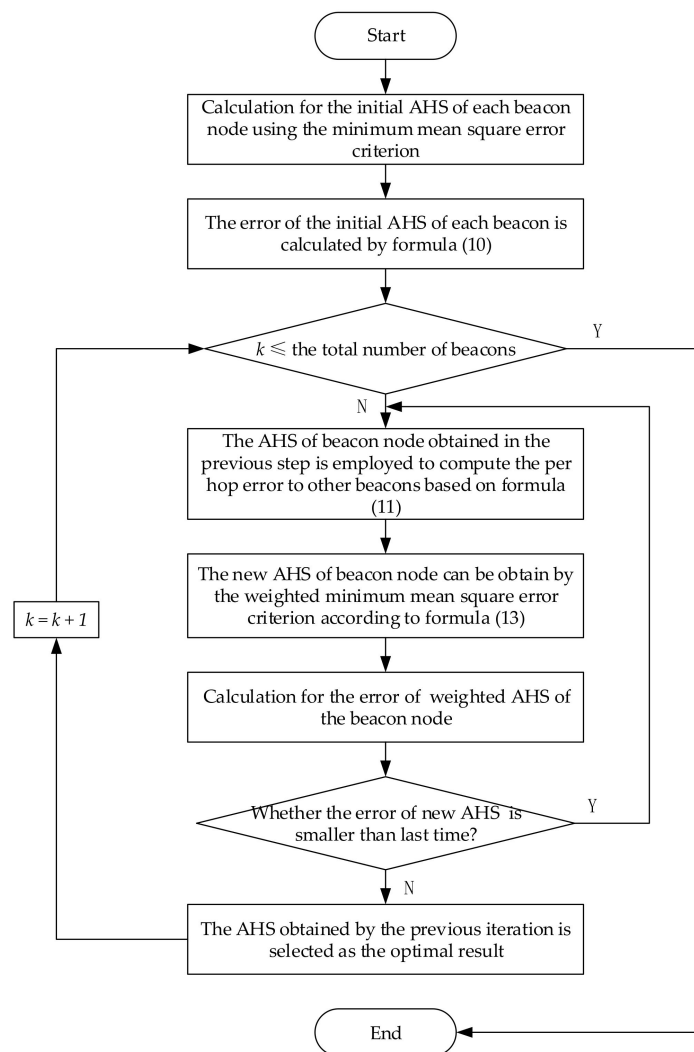 Start
Calculation for the initial AHS of each beacon
node using the minimum mean square error
criterion
The error of the initial AHS of each beacon is
calculated by formula (10)
k ≤ the total number of beacons
Y
N
The AHS of beacon node obtained in the
previous step is employed to compute the per
hop error to other beacons based on formula
(11)
The new AHS of beacon node can be obtain by
the weighted minimum mean square error
criterion according to formula (13)
k = k + 1
Calculation for the error of weighted AHS of
the beacon node
Whether the error of new AHS is
smaller than last time?
Y
N
The AHS obtained by the previous iteration is
selected as the optimal result
End